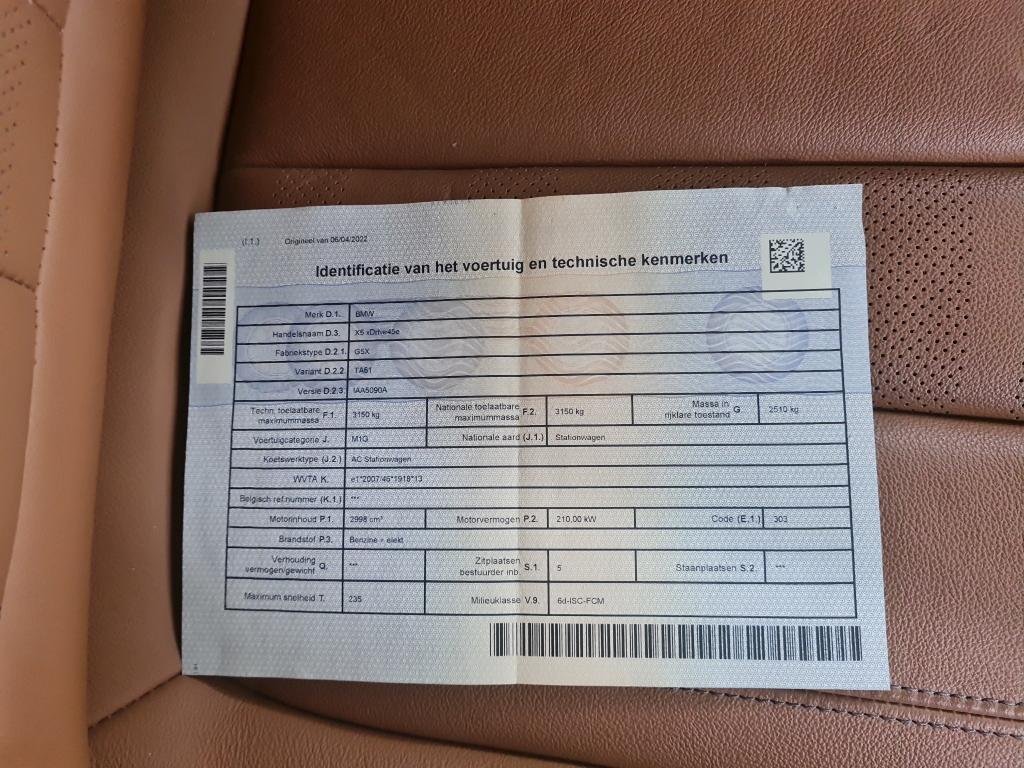 (I.1.) Origineel van 06/04/2022
Identificatie van het voertuig en technische kenmerken
Merk D.1. BMW
Handelsnaam D.3. X5 xDrive45e
Fabriekstype D.2.1. G5X
Variant D.2.2. TA61
Versie D.2.3. IAA5090A
Techn. toelaatbare maximummassa F.1. 3150 kg Nationale toelaatbare maximummassa F.2. 3150 kg Massa in rijklare toestand G. 2510 kg
Voertuigcategorie J. M1G Nationale aard (J.1.) Stationwagen
Koetswerktype (J.2.) AC Stationwagen
WVTA K. e1*2007/46*1918*13
Belgisch ref.nummer (K.1.) ***
Motorinhoud P.1. 2998 cm³ Motorvermogen P.2. 210,00 kW Code (E.1.) 303
Brandstof P.3. Benzine + elekt
Verhouding vermogen/gewicht Q. *** Zitplaatsen bestuurder inb. S.1. 5 Staanplaatsen S.2. ***
Maximum snelheid T. 235 Milieuklasse V.9. 6d-ISC-FCM